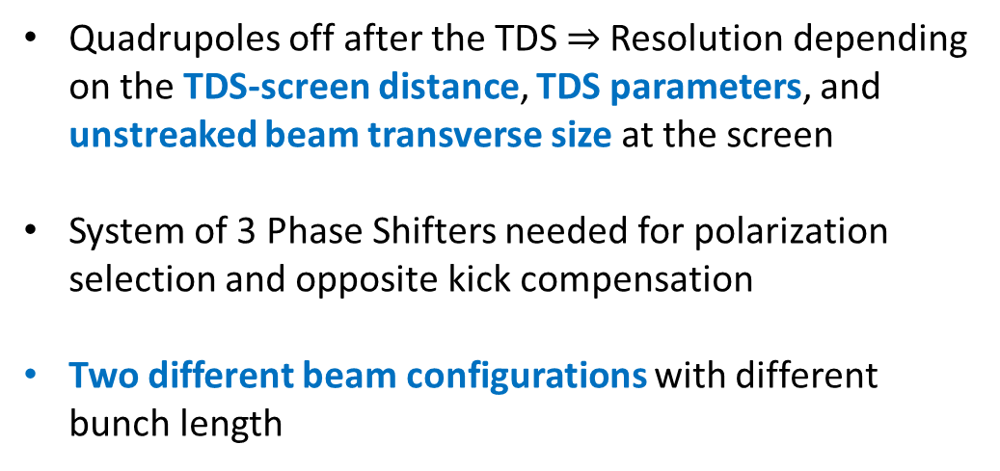 • Quadrupoles off after the TDS ⇒ Resolution depending
on the TDS-screen distance, TDS parameters, and
unstreaked beam transverse size at the screen
• System of 3 Phase Shifters needed for polarization
selection and opposite kick compensation
• Two different beam configurations with different
bunch length